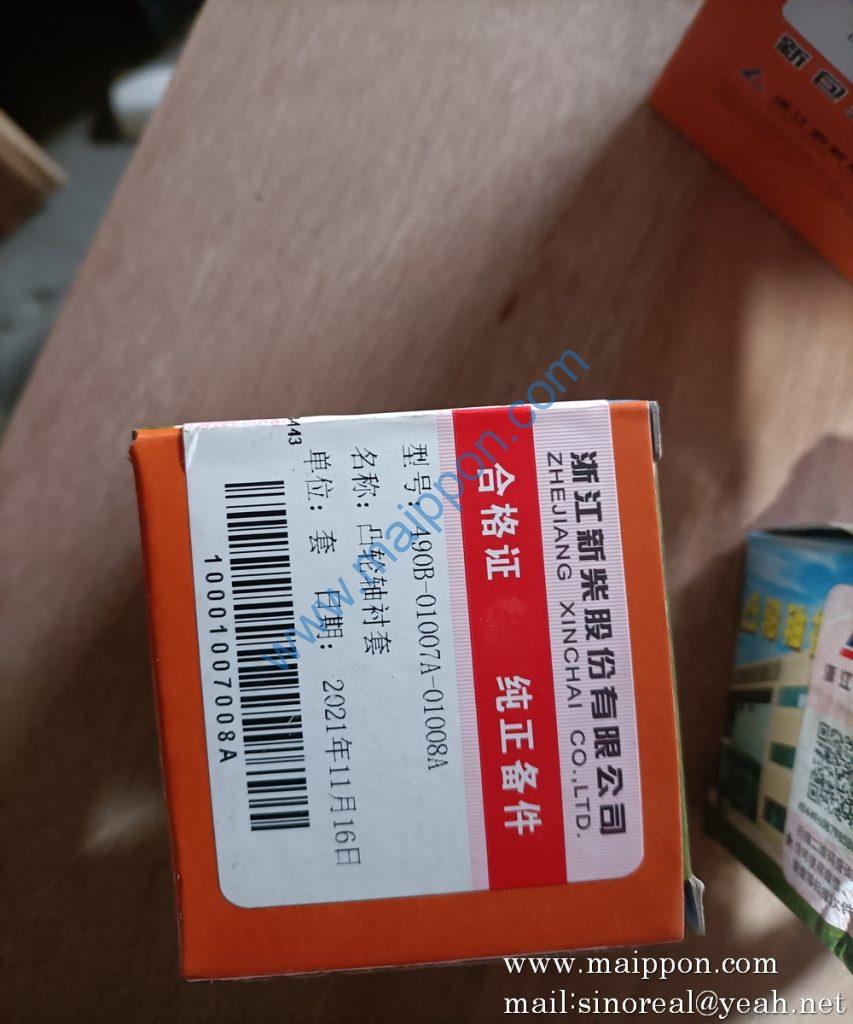 浙江新柴股份有限公司
ZHEJIANG XINCHAI CO.,LTD.
合格证 纯正备件
型号: 490B-01007A-01008A
名称: 凸轮轴衬套
单位: 套 日期: 2021年11月16日
10001007008A
443
新包
www.maippon.com
www.maippon.com
mail:sinoreal@yeah.net